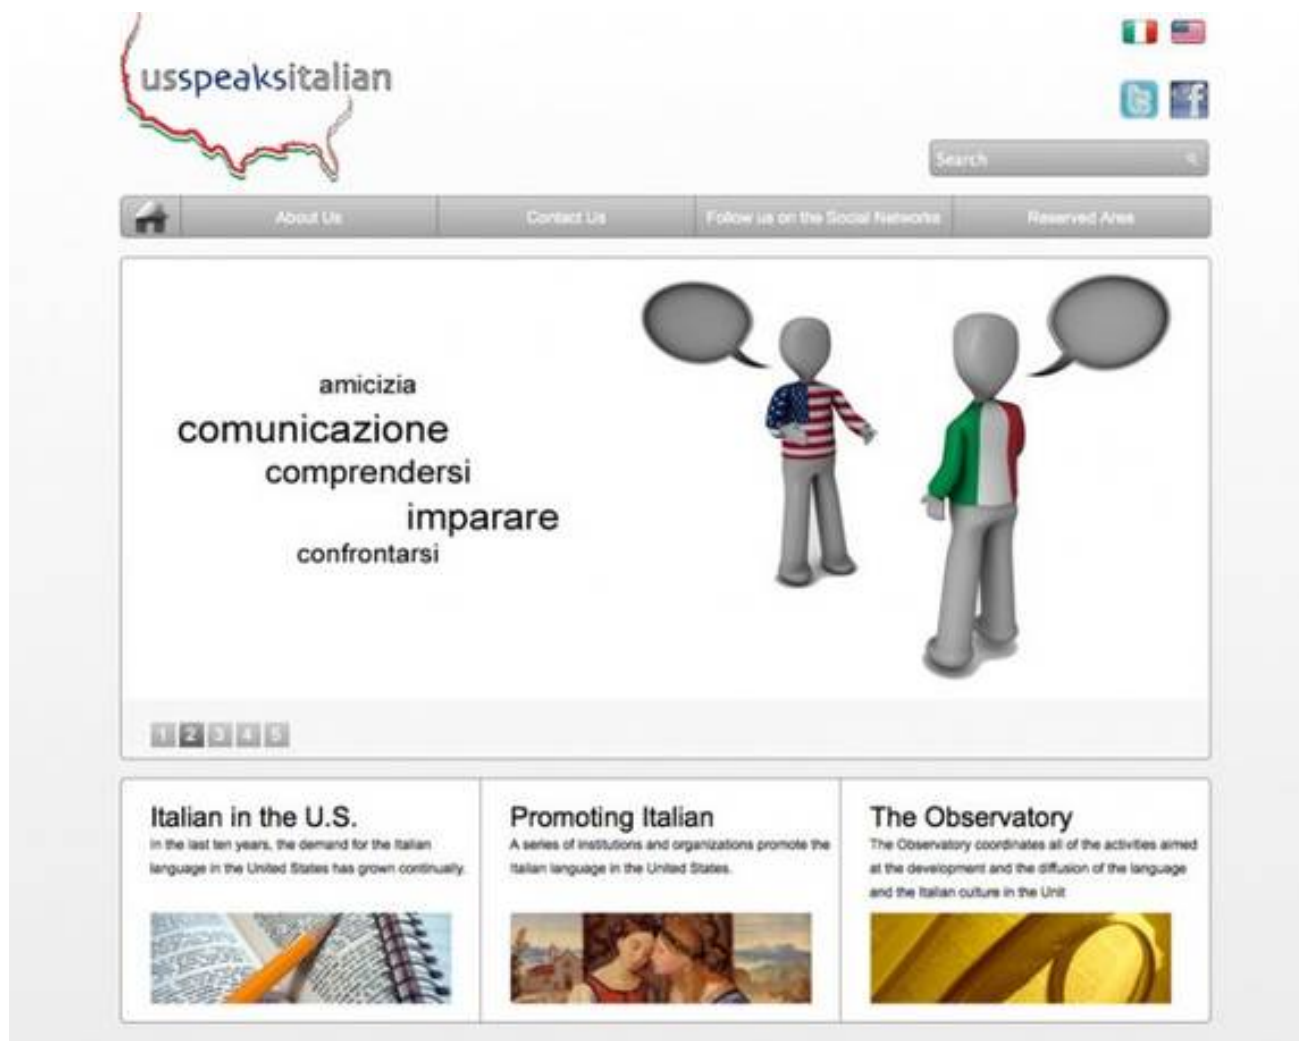 usspeaksitalian
Search
About Us
Contact Us
Follow us on the Social Networks
Reserved Area
amicizia
comunicazione
comprendersi
imparare
confrontarsi
1 2 3 4 5
Italian in the U.S.
In the last ten years, the demand for the Italian
language in the United States has grown continually.
Promoting Italian
A series of institutions and organizations promote the
Italian language in the United States.
The Observatory
The Observatory coordinates all of the activities aimed
at the development and the diffusion of the language
and the Italian culture in the Unit